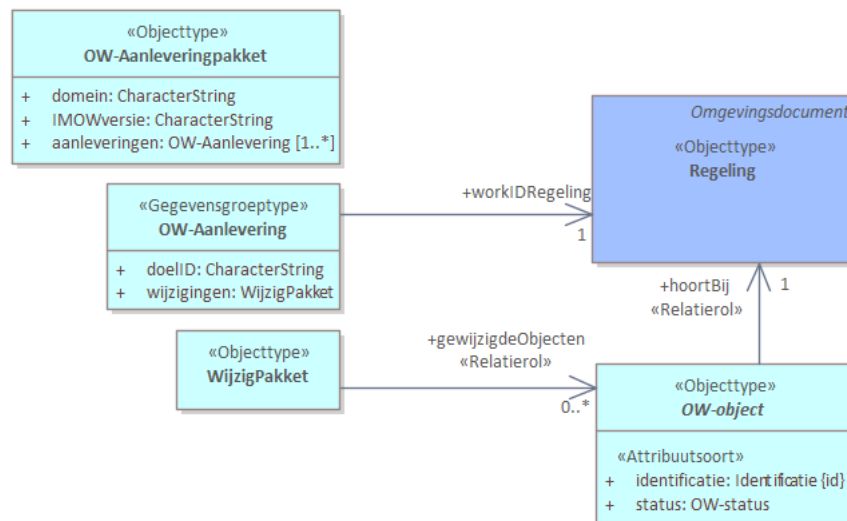 «Objecttype»
OW-Aanleveringpakket
+ domein: CharacterString
+ IMOWversie: CharacterString
+ aanleveringen: OW-Aanlevering [1..*]
Omgevingsdocument
«Objecttype»
Regeling
«Gegevensgroeptype»
OW-Aanlevering
+ doelID: CharacterString
+ wijzigingen: WijzigPakket
+workIDRegeling
1
+hoortBij
«Relatierol»
1
«Objecttype»
WijzigPakket
+gewijzigdeObjecten
«Relatierol»
0..*
«Objecttype»
OW-object
«Attribuutsoort»
+ identificatie: Identificatie {id}
+ status: OW-status